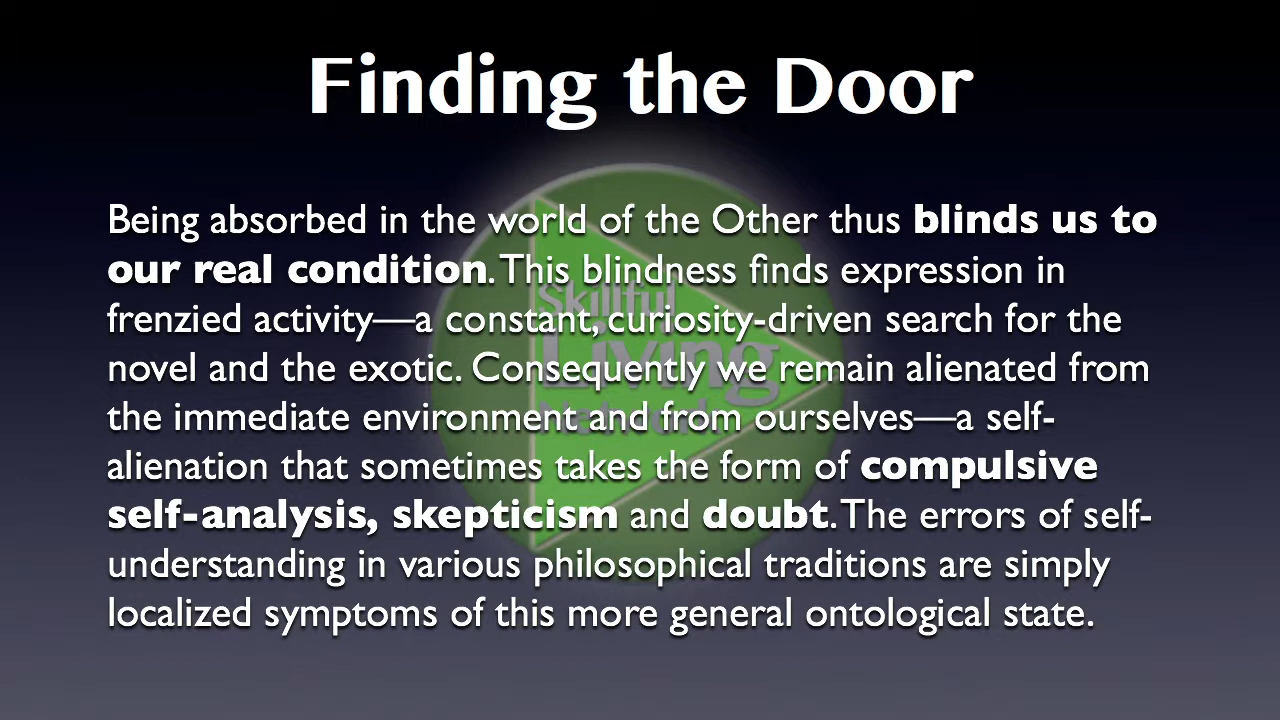 Finding the Door
Being absorbed in the world of the Other thus blinds us to
our real condition. This blindness finds expression in
frenzied activity—a constant, curiosity-driven search for the
novel and the exotic. Consequently we remain alienated from
the immediate environment and from ourselves—a self-
alienation that sometimes takes the form of compulsive
self-analysis, skepticism and doubt. The errors of self-
understanding in various philosophical traditions are simply
localized symptoms of this more general ontological state.
Skillful
Living
Network